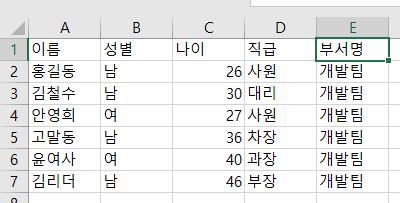 A B C D E
1 이름 성별 나이 직급 부서명
2 홍길동 남 26 사원 개발팀
3 김철수 남 30 대리 개발팀
4 안영희 여 27 사원 개발팀
5 고말동 남 36 차장 개발팀
6 윤여사 여 40 과장 개발팀
7 김리더 남 46 부장 개발팀